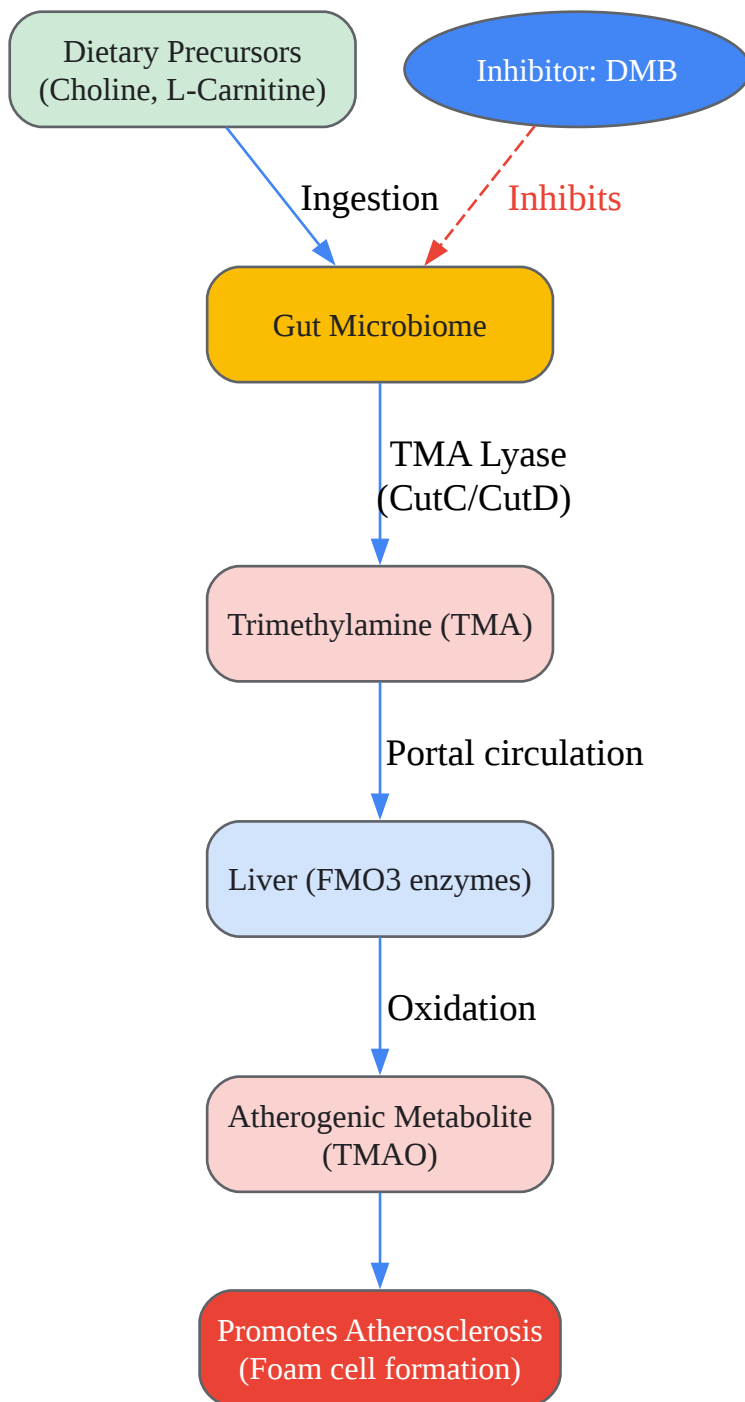 Dietary Precursors
(Choline, L-Carnitine)
Inhibitor: DMB
Ingestion
Inhibits
Gut Microbiome
TMA Lyase
(CutC/CutD)
Trimethylamine (TMA)
Portal circulation
Liver (FMO3 enzymes)
Oxidation
Atherogenic Metabolite
(TMAO)
Promotes Atherosclerosis
(Foam cell formation)